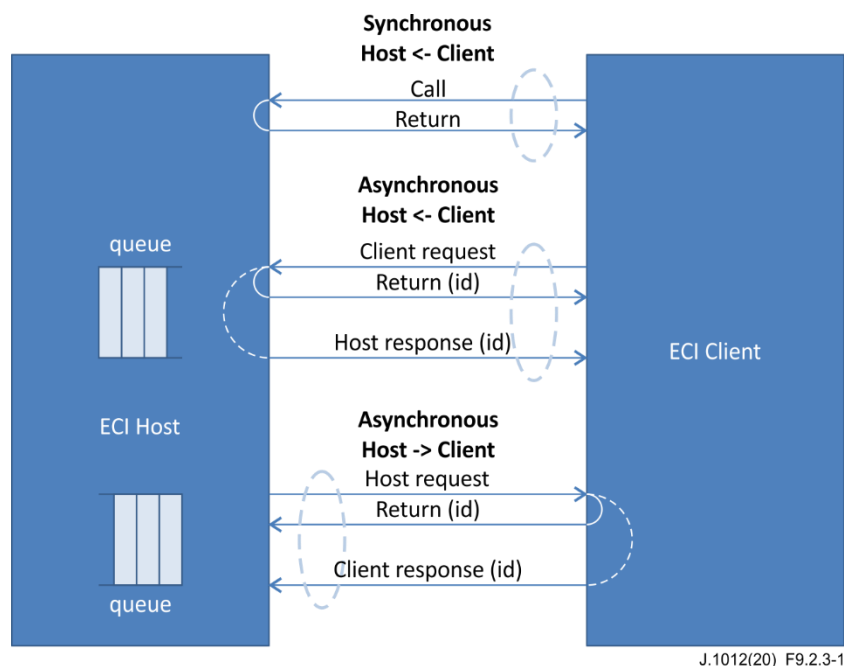 Synchronous
Host <- Client
Call
Return
Asynchronous
Host <- Client
queue
Client request
Return (id)
Host response (id)
ECI Client
ECI Host
Asynchronous
Host -> Client
Host request
Return (id)
Client response (id)
queue
J.1012(20)_F9.2.3-1